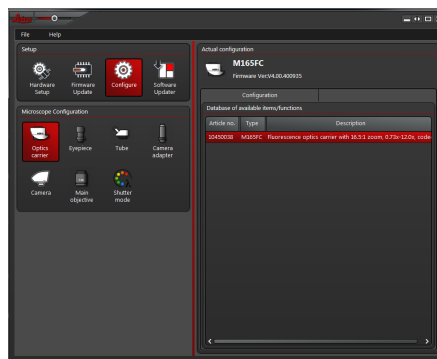 File Help
Setup
Hardware Setup
Firmware Update
Configure
Software Updater
Microscope Configuration
Optics carrier
Eyepiece
Tube
Camera adapter
Camera
Main objective
Shutter mode
Actual configuration
M165FC
Firmware Ver:V4.00.400935
Configuration
Database of available items/functions
Article no. Type Description
10450038 M165FC Fluorescence optics carrier with 16.5:1 zoom, 0.73x-12.0x, code